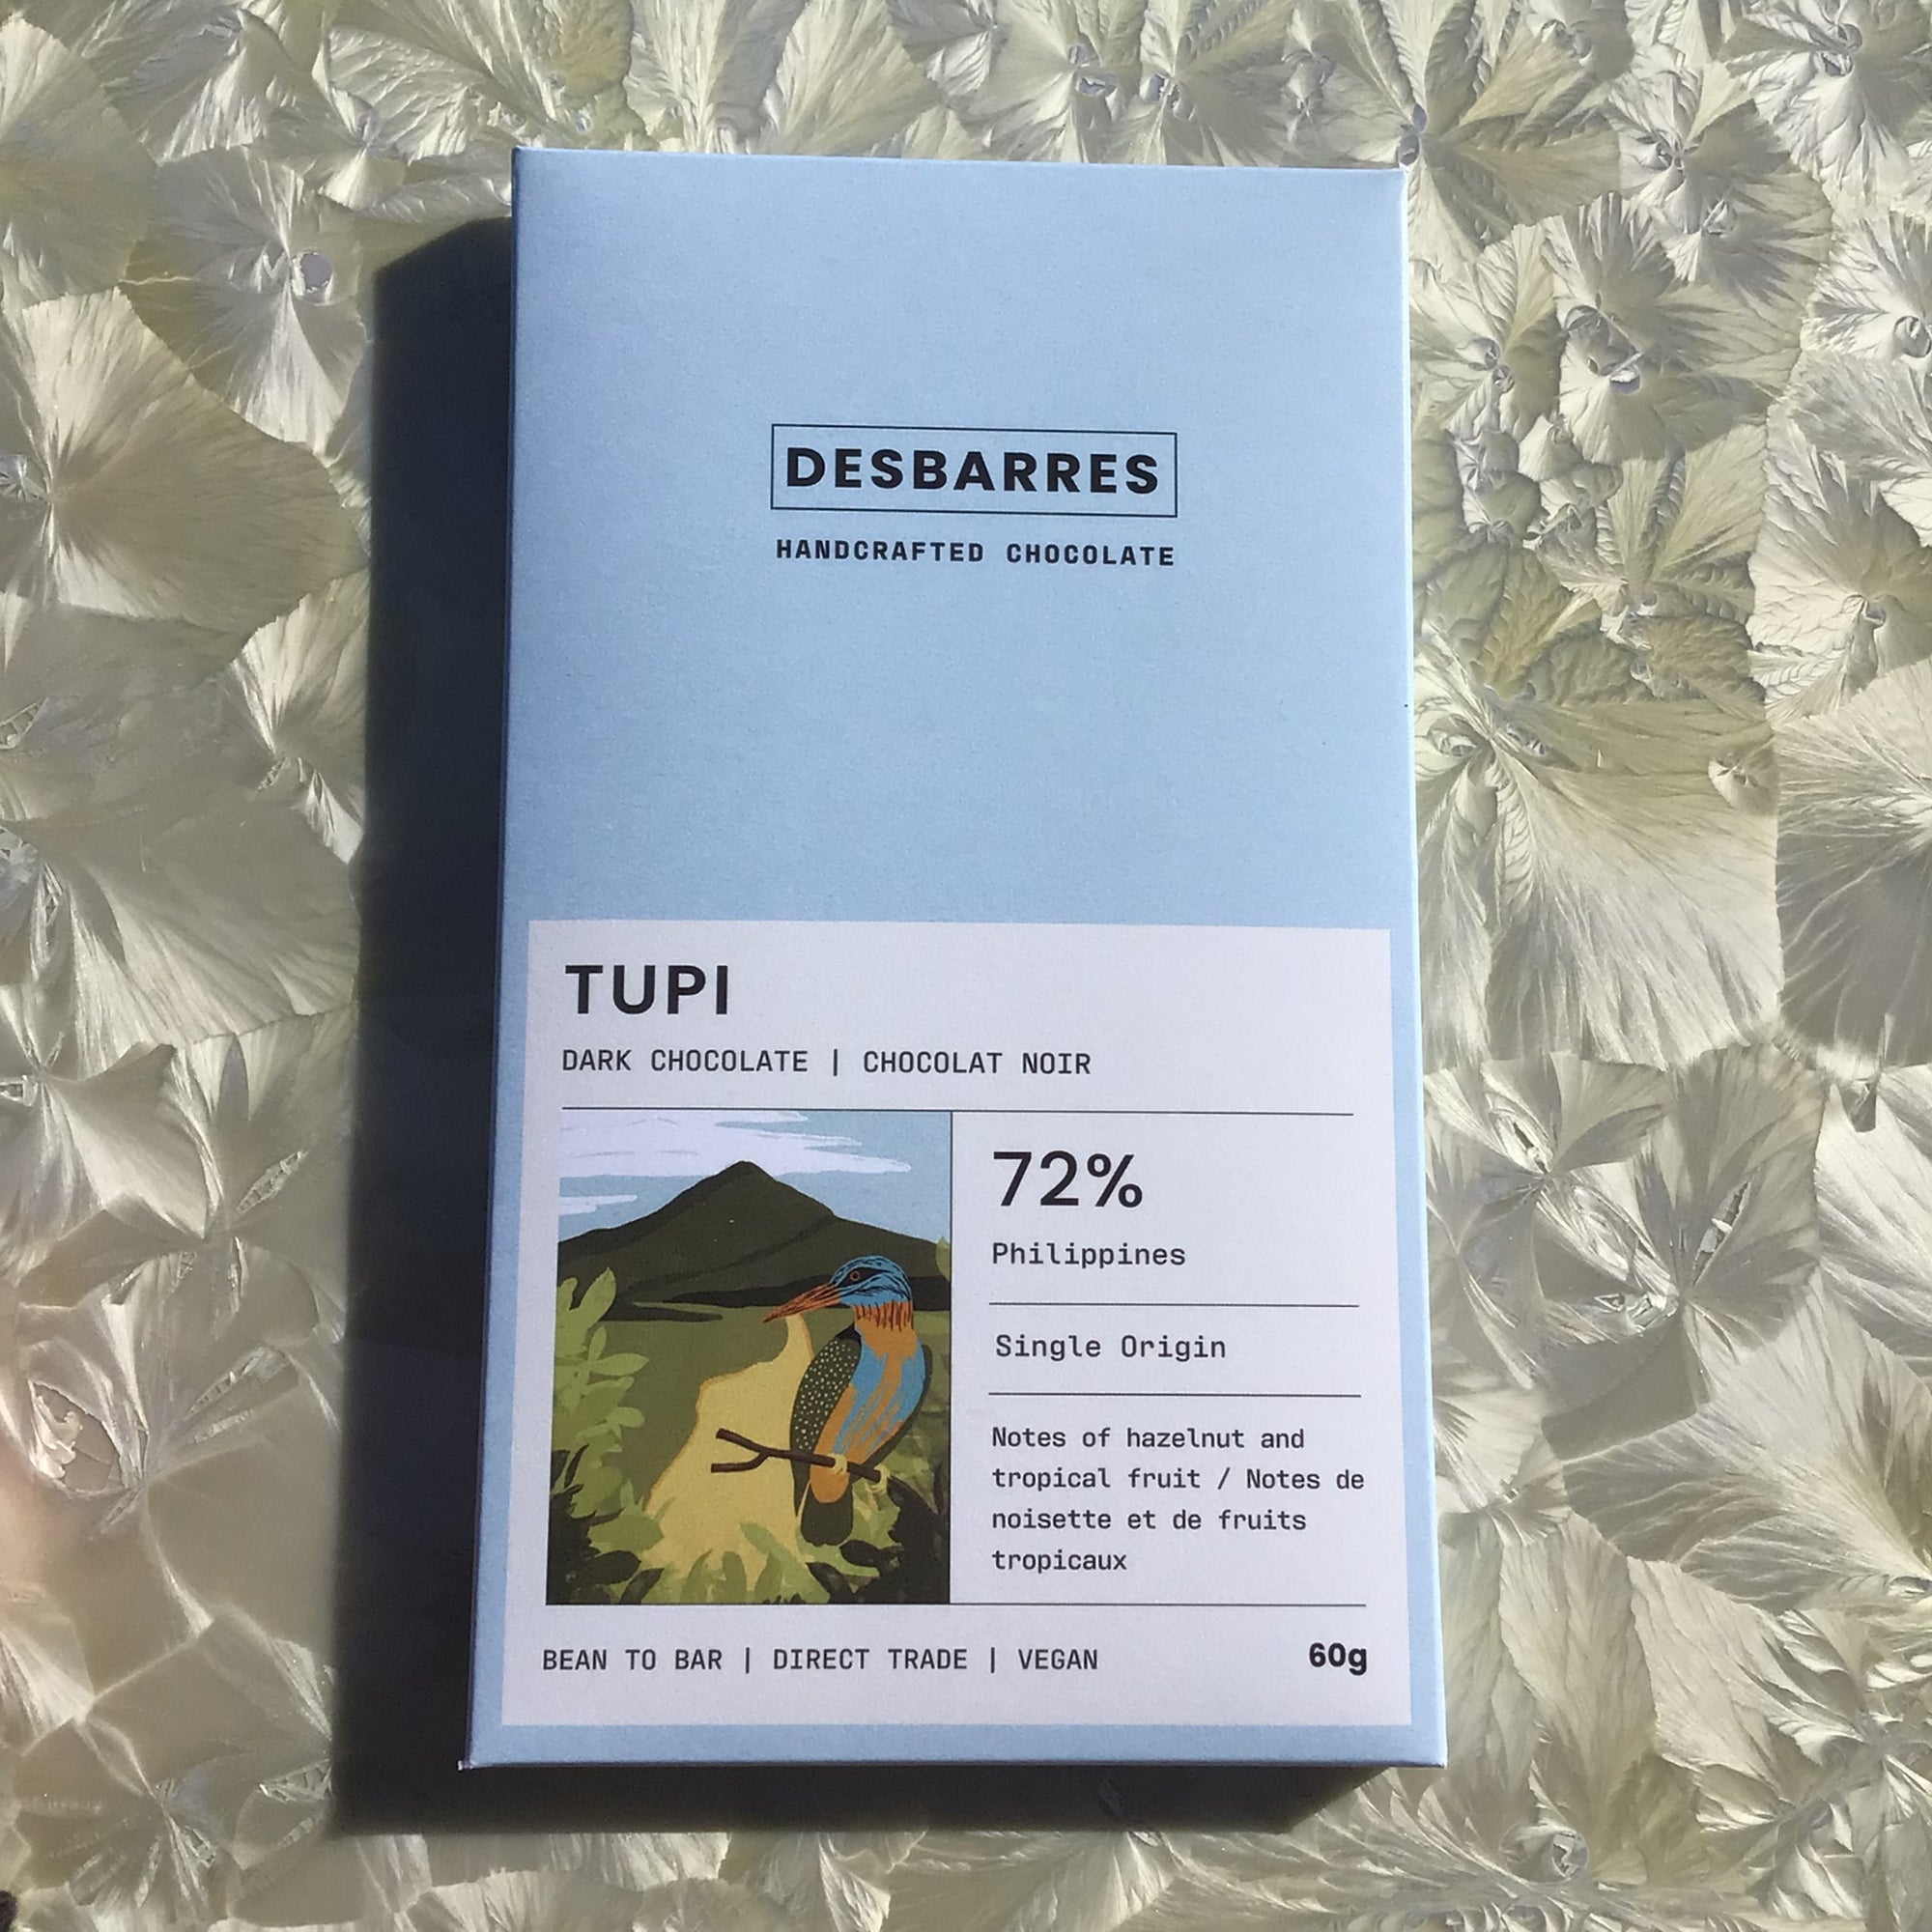 DESBARRES
HANDCRAFTED CHOCOLATE
TUPI
DARK CHOCOLATE | CHOCOLAT NOIR
72%
Philippines
Single Origin
Notes of hazelnut and
tropical fruit / Notes de
noisette et de fruits
tropicaux
BEAN TO BAR | DIRECT TRADE | VEGAN
60g